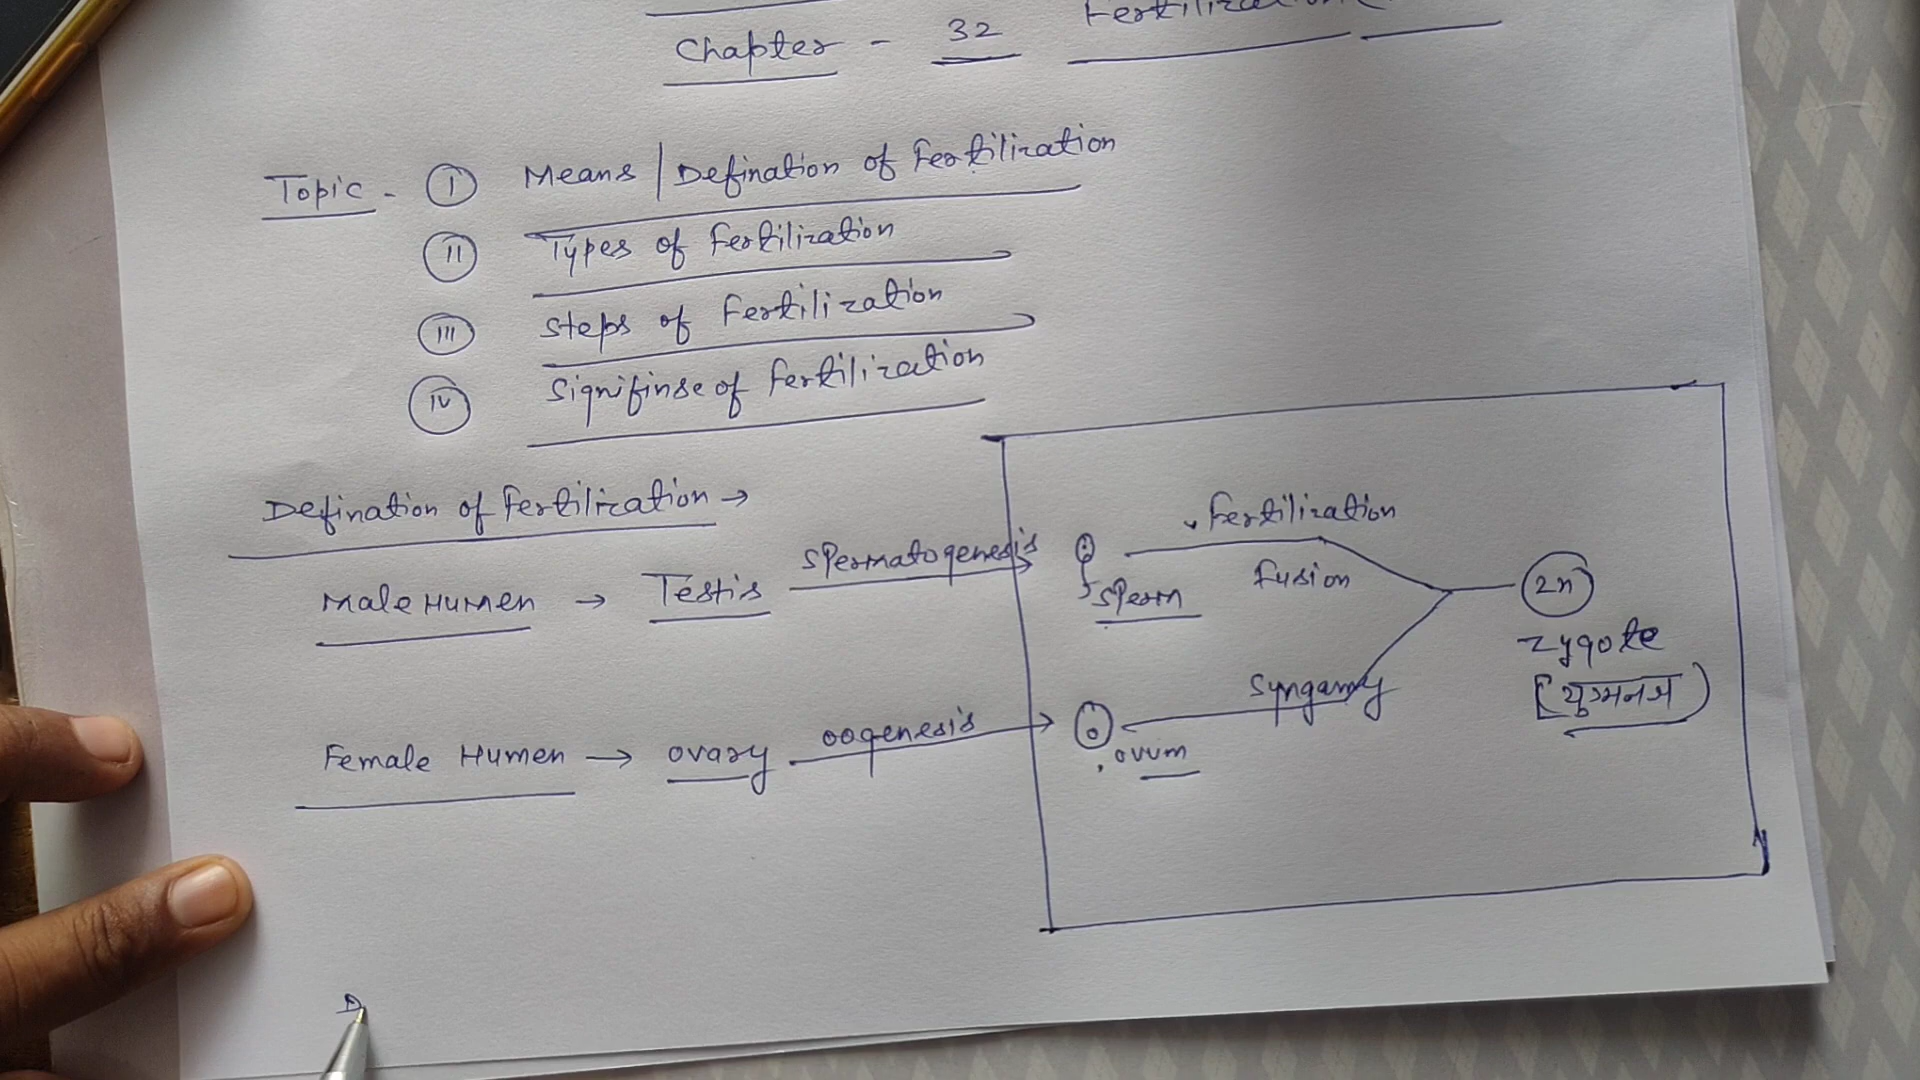 Chapter - 32 Fertilization
Topic - (I) Means / Defination of Fertilization
(II) Types of Fertilization
(III) Steps of Fertilization
(IV) Signifinse of Fertilization
Defination of Fertilization →
Male Humen → Testis spermatogenesis sperm
Fertilization
Fusion
2n
Zygote
(युग्मनज)
Female Humen → ovary oogenesis → ovum
Syngamy